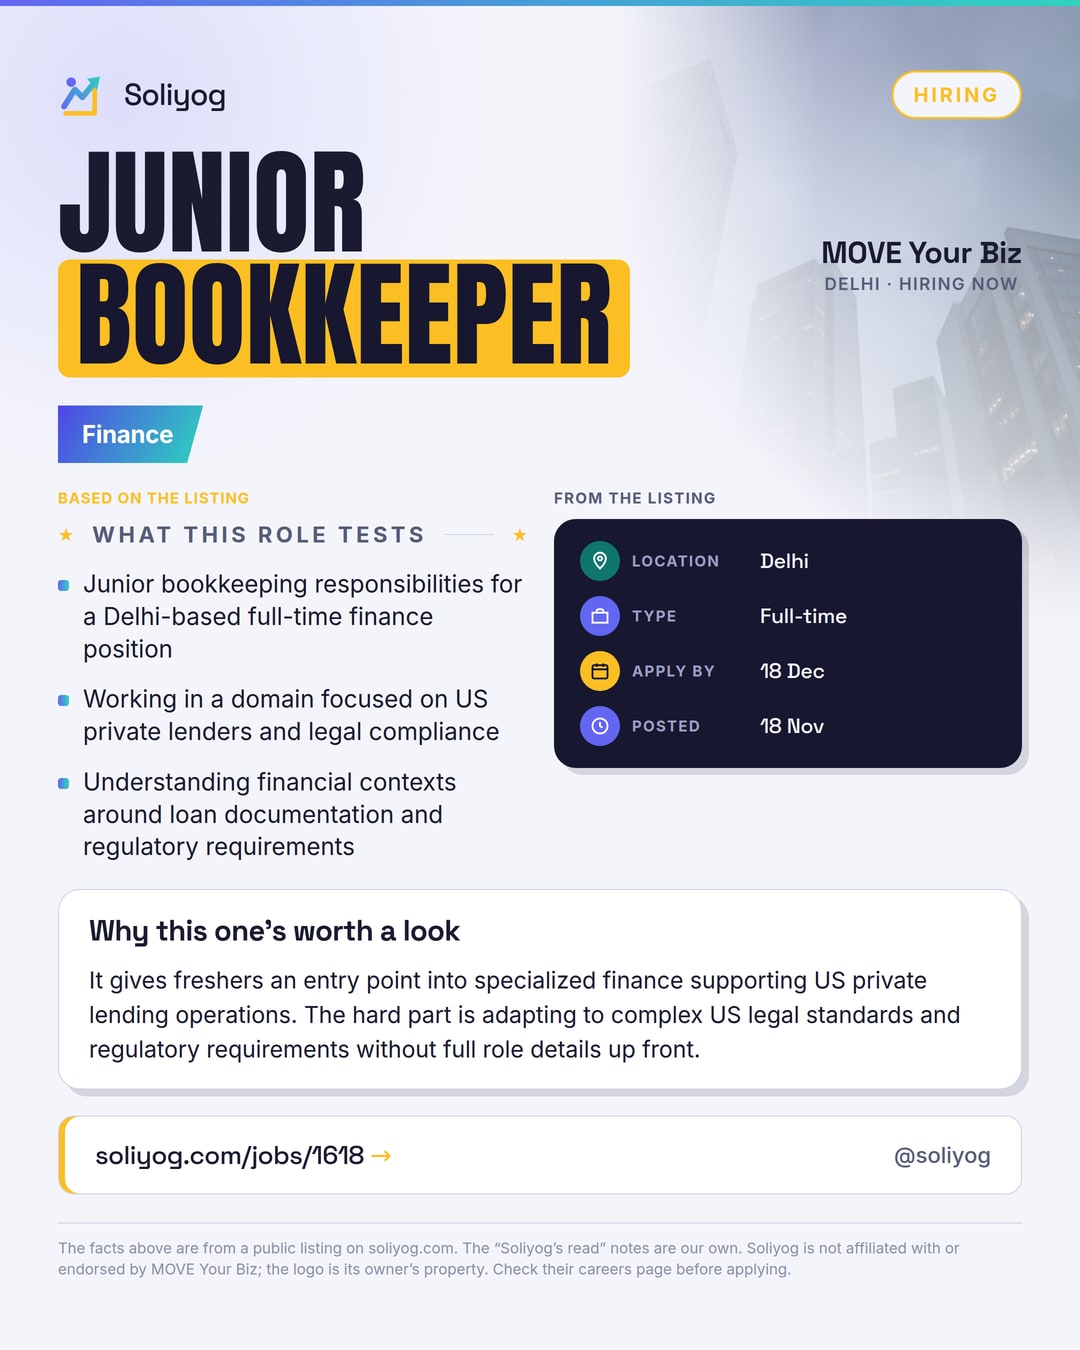 Soliyog
HIRING
JUNIOR
BOOKKEEPER
MOVE Your Biz
DELHI · HIRING NOW
Finance
BASED ON THE LISTING
WHAT THIS ROLE TESTS
Junior bookkeeping responsibilities for
a Delhi-based full-time finance
position
Working in a domain focused on US
private lenders and legal compliance
Understanding financial contexts
around loan documentation and
regulatory requirements
FROM THE LISTING
LOCATION Delhi
TYPE Full-time
APPLY BY 18 Dec
POSTED 18 Nov
Why this one’s worth a look
It gives freshers an entry point into specialized finance supporting US private
lending operations. The hard part is adapting to complex US legal standards and
regulatory requirements without full role details up front.
soliyog.com/jobs/1618 →
@soliyog
The facts above are from a public listing on soliyog.com. The “Soliyog’s read” notes are our own. Soliyog is not affiliated with or
endorsed by MOVE Your Biz; the logo is its owner’s property. Check their careers page before applying.